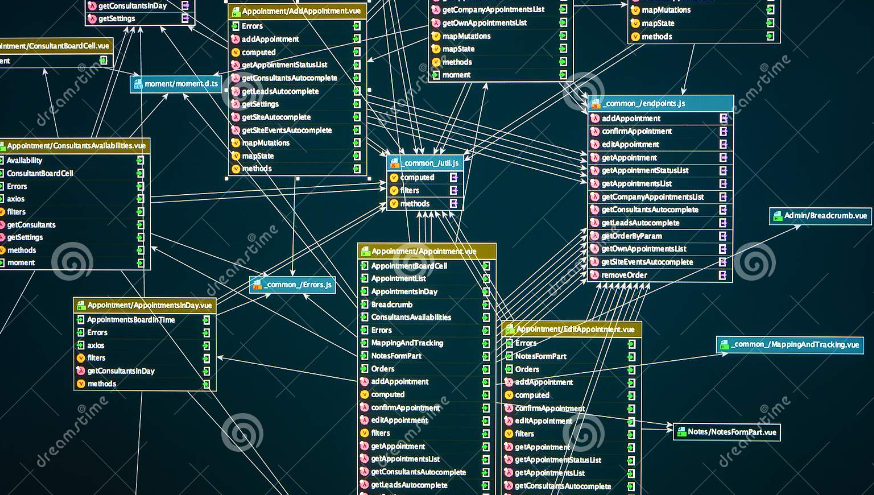 getConsultantsInDay
getSettings
ointment/ConsultantBoardCell.vue
ent
moment/moment.d.ts
Appointment/AddAppointment.vue
Errors
addAppointment
computed
getAppointmentStatusList
getConsultantsAutocomplete
getLeadsAutocomplete
getSettings
getSiteAutocomplete
getSiteEventsAutocomplete
mapMutations
mapState
methods
getCompanyAppointmentsList
getOwnAppointmentsList
mapMutations
mapState
methods
moment
mapMutations
mapState
methods
_common_/endpoints.js
addAppointment
confirmAppointment
editAppointment
getAppointment
getAppointmentStatusList
getAppointmentsList
getCompanyAppointmentsList
getConsultantsAutocomplete
getLeadsAutocomplete
getOrderByParam
getOwnAppointmentsList
getSiteEventsAutocomplete
removeOrder
Appointment/ConsultantsAvailabilities.vue
Availability
ConsultantBoardCell
Errors
axios
filters
getConsultants
getSettings
methods
moment
_common_/util.js
computed
filters
methods
Admin/Breadcrumb.vue
_common_/Errors.js
Appointment/AppointmentsInDay.vue
AppointmentsBoardInTime
Errors
axios
filters
getConsultantsInDay
methods
Appointment/Appointment.vue
AppointmentBoardCell
AppointmentList
AppointmentsInDay
Breadcrumb
ConsultantsAvailabilities
Errors
MappingAndTracking
NotesFormPart
Orders
addAppointment
computed
confirmAppointment
editAppointment
filters
getAppointment
getAppointmentsList
getConsultantsAutocomplete
getLeadsAutocomplete
Appointment/EditAppointment.vue
Errors
NotesFormPart
Orders
addAppointment
computed
confirmAppointment
editAppointment
filters
getAppointment
getAppointmentStatusList
getAppointmentsList
getConsultantsAutocomplete
_common_/MappingAndTracking.vue
Notes/NotesFormPart.vue
dreamstime
dreamstime
dreamstime
dreamstime
dreamstime
dreamstime